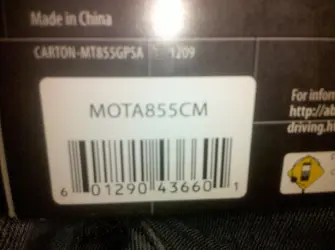 Made in China
CARTON-MT855GPSA 1209
MOTA855CM
For infor
http://ab
driving.h
6 01290 43660 1